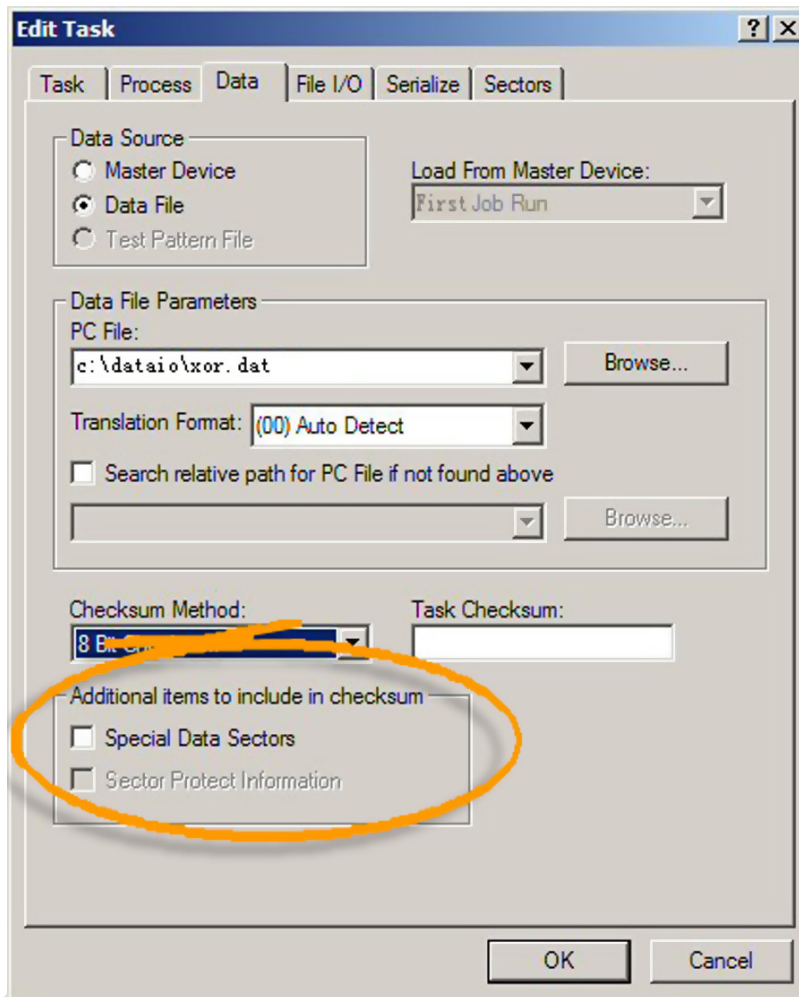 Edit Task
Task Process Data File I/O Serialize Sectors
Data Source
Master Device
Data File
Test Pattern File
Load From Master Device:
First Job Run
Data File Parameters
PC File:
c:\dataio\xor.dat
Browse...
Translation Format: (00) Auto Detect
Search relative path for PC File if not found above
Browse...
Checksum Method:
8 Bit
Task Checksum:
Additional items to include in checksum
Special Data Sectors
Sector Protect Information
OK Cancel